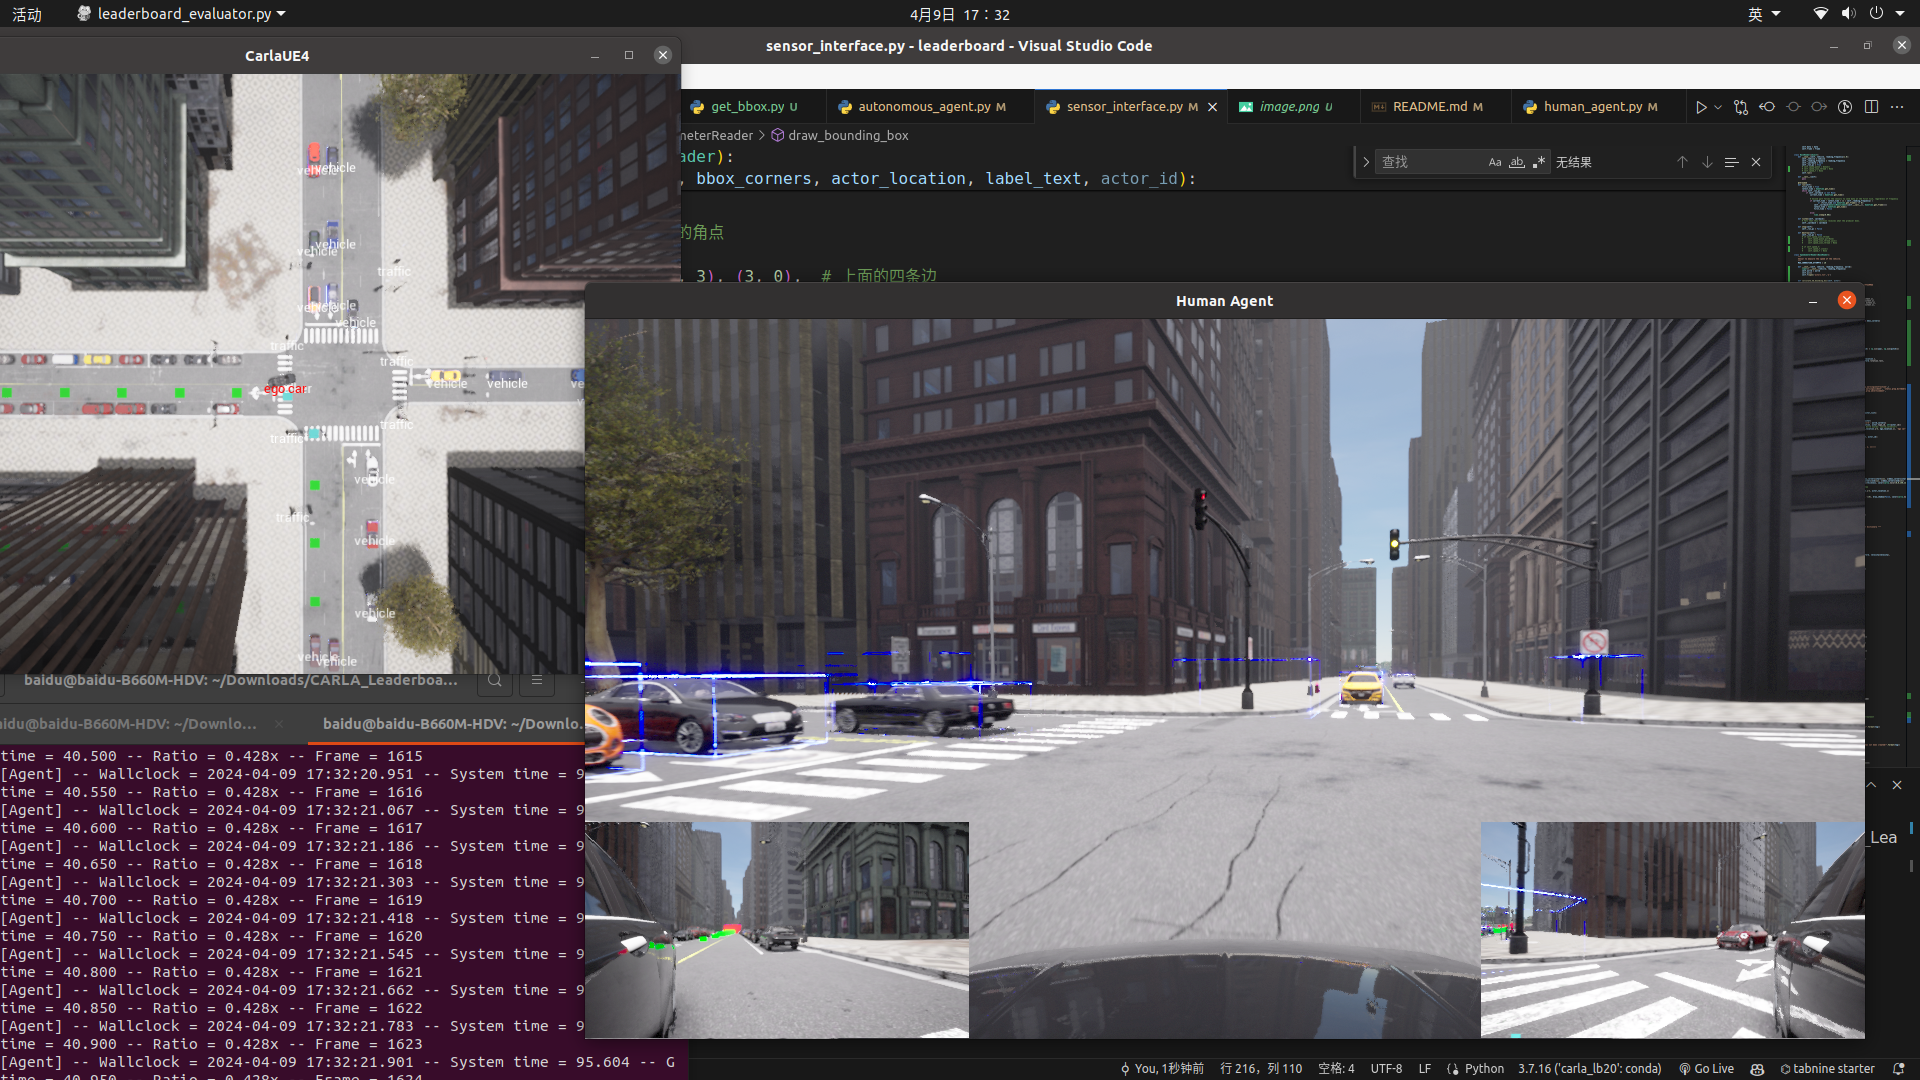 活动
leaderboard_evaluator.py
4月9日 17：32
英
CarlaUE4
sensor_interface.py - leaderboard - Visual Studio Code
get_bbox.py U
autonomous_agent.py M
sensor_interface.py M
image.png U
README.md M
human_agent.py M
meterReader > draw_bounding_box
ader):
, bbox_corners, actor_location, label_text, actor_id):
的角点
3), (3, 0), # 上面的四条边
查找
Aa
ab
无结果
Human Agent
vehicle
vehicle
vehicle
vehicle
traffic
vehicle
vehicle
vehicle
traffic
traffic
ego car
vehicle
vehicle
traffic
traffic
vehicle
traffic
vehicle
vehicle
vehicle
vehicle
baidu@baidu-B660M-HDV: ~/Downloads/CARLA_Leaderboa...
aidu@baidu-B660M-HDV: ~/Downlo...
baidu@baidu-B660M-HDV: ~/Downlo...
time = 40.500 -- Ratio = 0.428x -- Frame = 1615
[Agent] -- Wallclock = 2024-04-09 17:32:20.951 -- System time = 9
time = 40.550 -- Ratio = 0.428x -- Frame = 1616
[Agent] -- Wallclock = 2024-04-09 17:32:21.067 -- System time = 9
time = 40.600 -- Ratio = 0.428x -- Frame = 1617
[Agent] -- Wallclock = 2024-04-09 17:32:21.186 -- System time = 9
time = 40.650 -- Ratio = 0.428x -- Frame = 1618
[Agent] -- Wallclock = 2024-04-09 17:32:21.303 -- System time = 9
time = 40.700 -- Ratio = 0.428x -- Frame = 1619
[Agent] -- Wallclock = 2024-04-09 17:32:21.418 -- System time = 9
time = 40.750 -- Ratio = 0.428x -- Frame = 1620
[Agent] -- Wallclock = 2024-04-09 17:32:21.545 -- System time = 9
time = 40.800 -- Ratio = 0.428x -- Frame = 1621
[Agent] -- Wallclock = 2024-04-09 17:32:21.662 -- System time = 9
time = 40.850 -- Ratio = 0.428x -- Frame = 1622
[Agent] -- Wallclock = 2024-04-09 17:32:21.783 -- System time = 9
time = 40.900 -- Ratio = 0.428x -- Frame = 1623
[Agent] -- Wallclock = 2024-04-09 17:32:21.901 -- System time = 95.604 -- G
time = 40.950 -- Ratio = 0.428x -- Frame = 1624
_Lea
You, 1秒钟前
行 216，列 110
空格: 4
UTF-8
LF
Python
3.7.16 ('carla_lb20': conda)
Go Live
tabnine starter